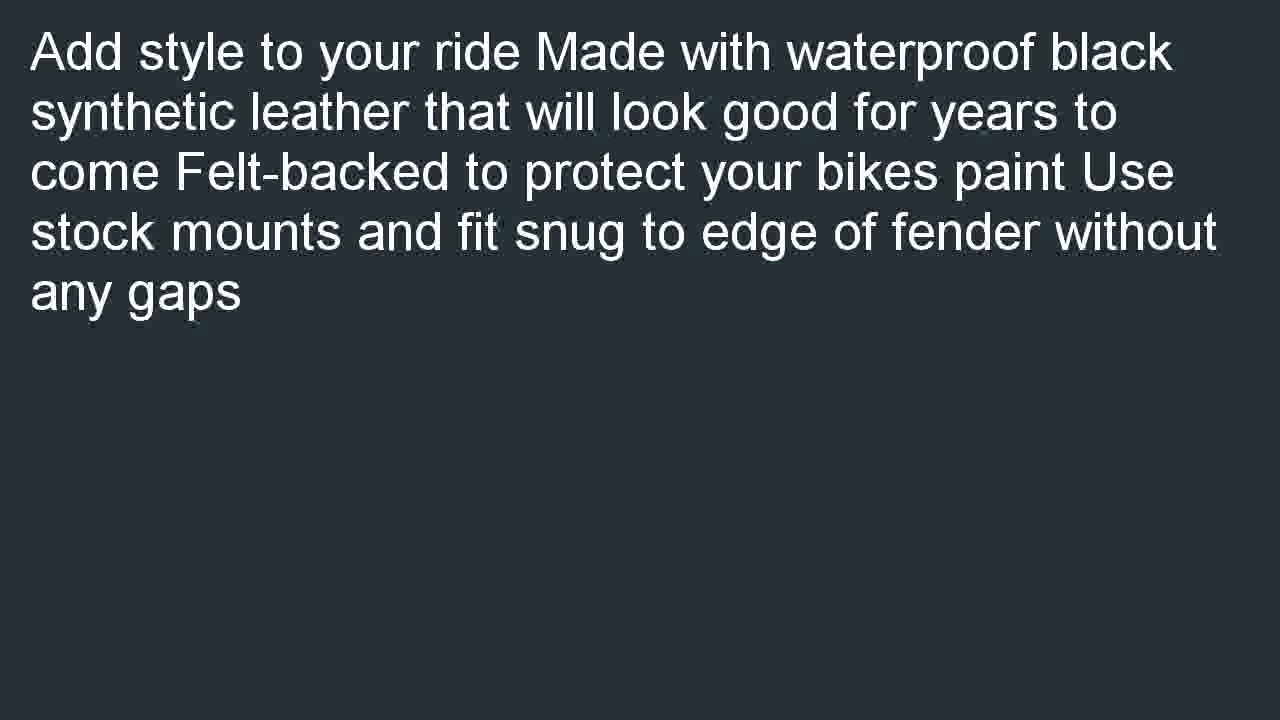 Add style to your ride Made with waterproof black
synthetic leather that will look good for years to
come Felt-backed to protect your bikes paint Use
stock mounts and fit snug to edge of fender without
any gaps